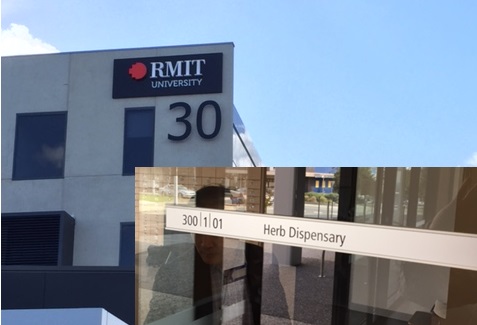 RMIT
UNIVERSITY
30
300|1|01 Herb Dispensary